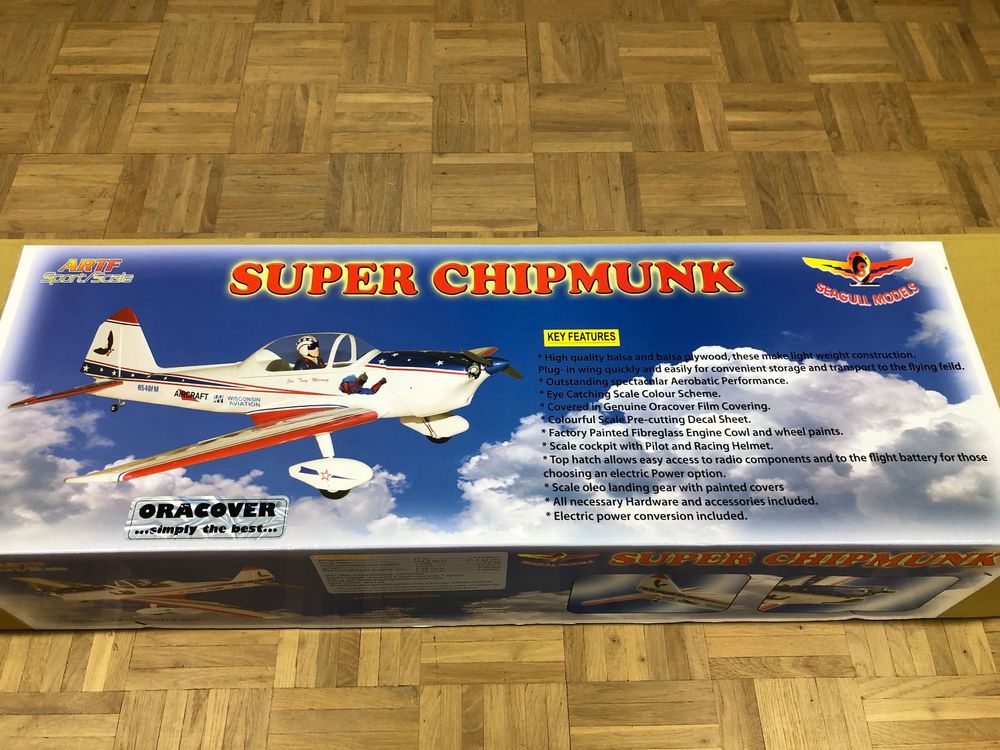 ARTF
Sport/Scale
SUPER CHIPMUNK
SEAGULL MODELS
KEY FEATURES
* High quality balsa and balsa plywood, these make light weight construction.
Plug- in wing quickly and easily for convenient storage and transport to the flying feild.
* Outstanding spectacular Aerobatic Performance.
* Eye Catching Scale Colour Scheme.
* Covered in Genuine Oracover Film Covering.
* Colourful Scale Pre-cutting Decal Sheet.
* Factory Painted Fibreglass Engine Cowl and wheel paints.
* Scale cockpit with Pilot and Racing Helmet.
* Top hatch allows easy access to radio components and to the flight battery for those
choosing an electric Power option.
* Scale oleo landing gear with painted covers
* All necessary Hardware and accessories included.
* Electric power conversion included.
N540FM
AIRCRAFT
WISCONSIN
AVIATION
ORACOVER®
...simply the best...
ARTF
SEAGULL MODELS
SUPER CHIPMUNK